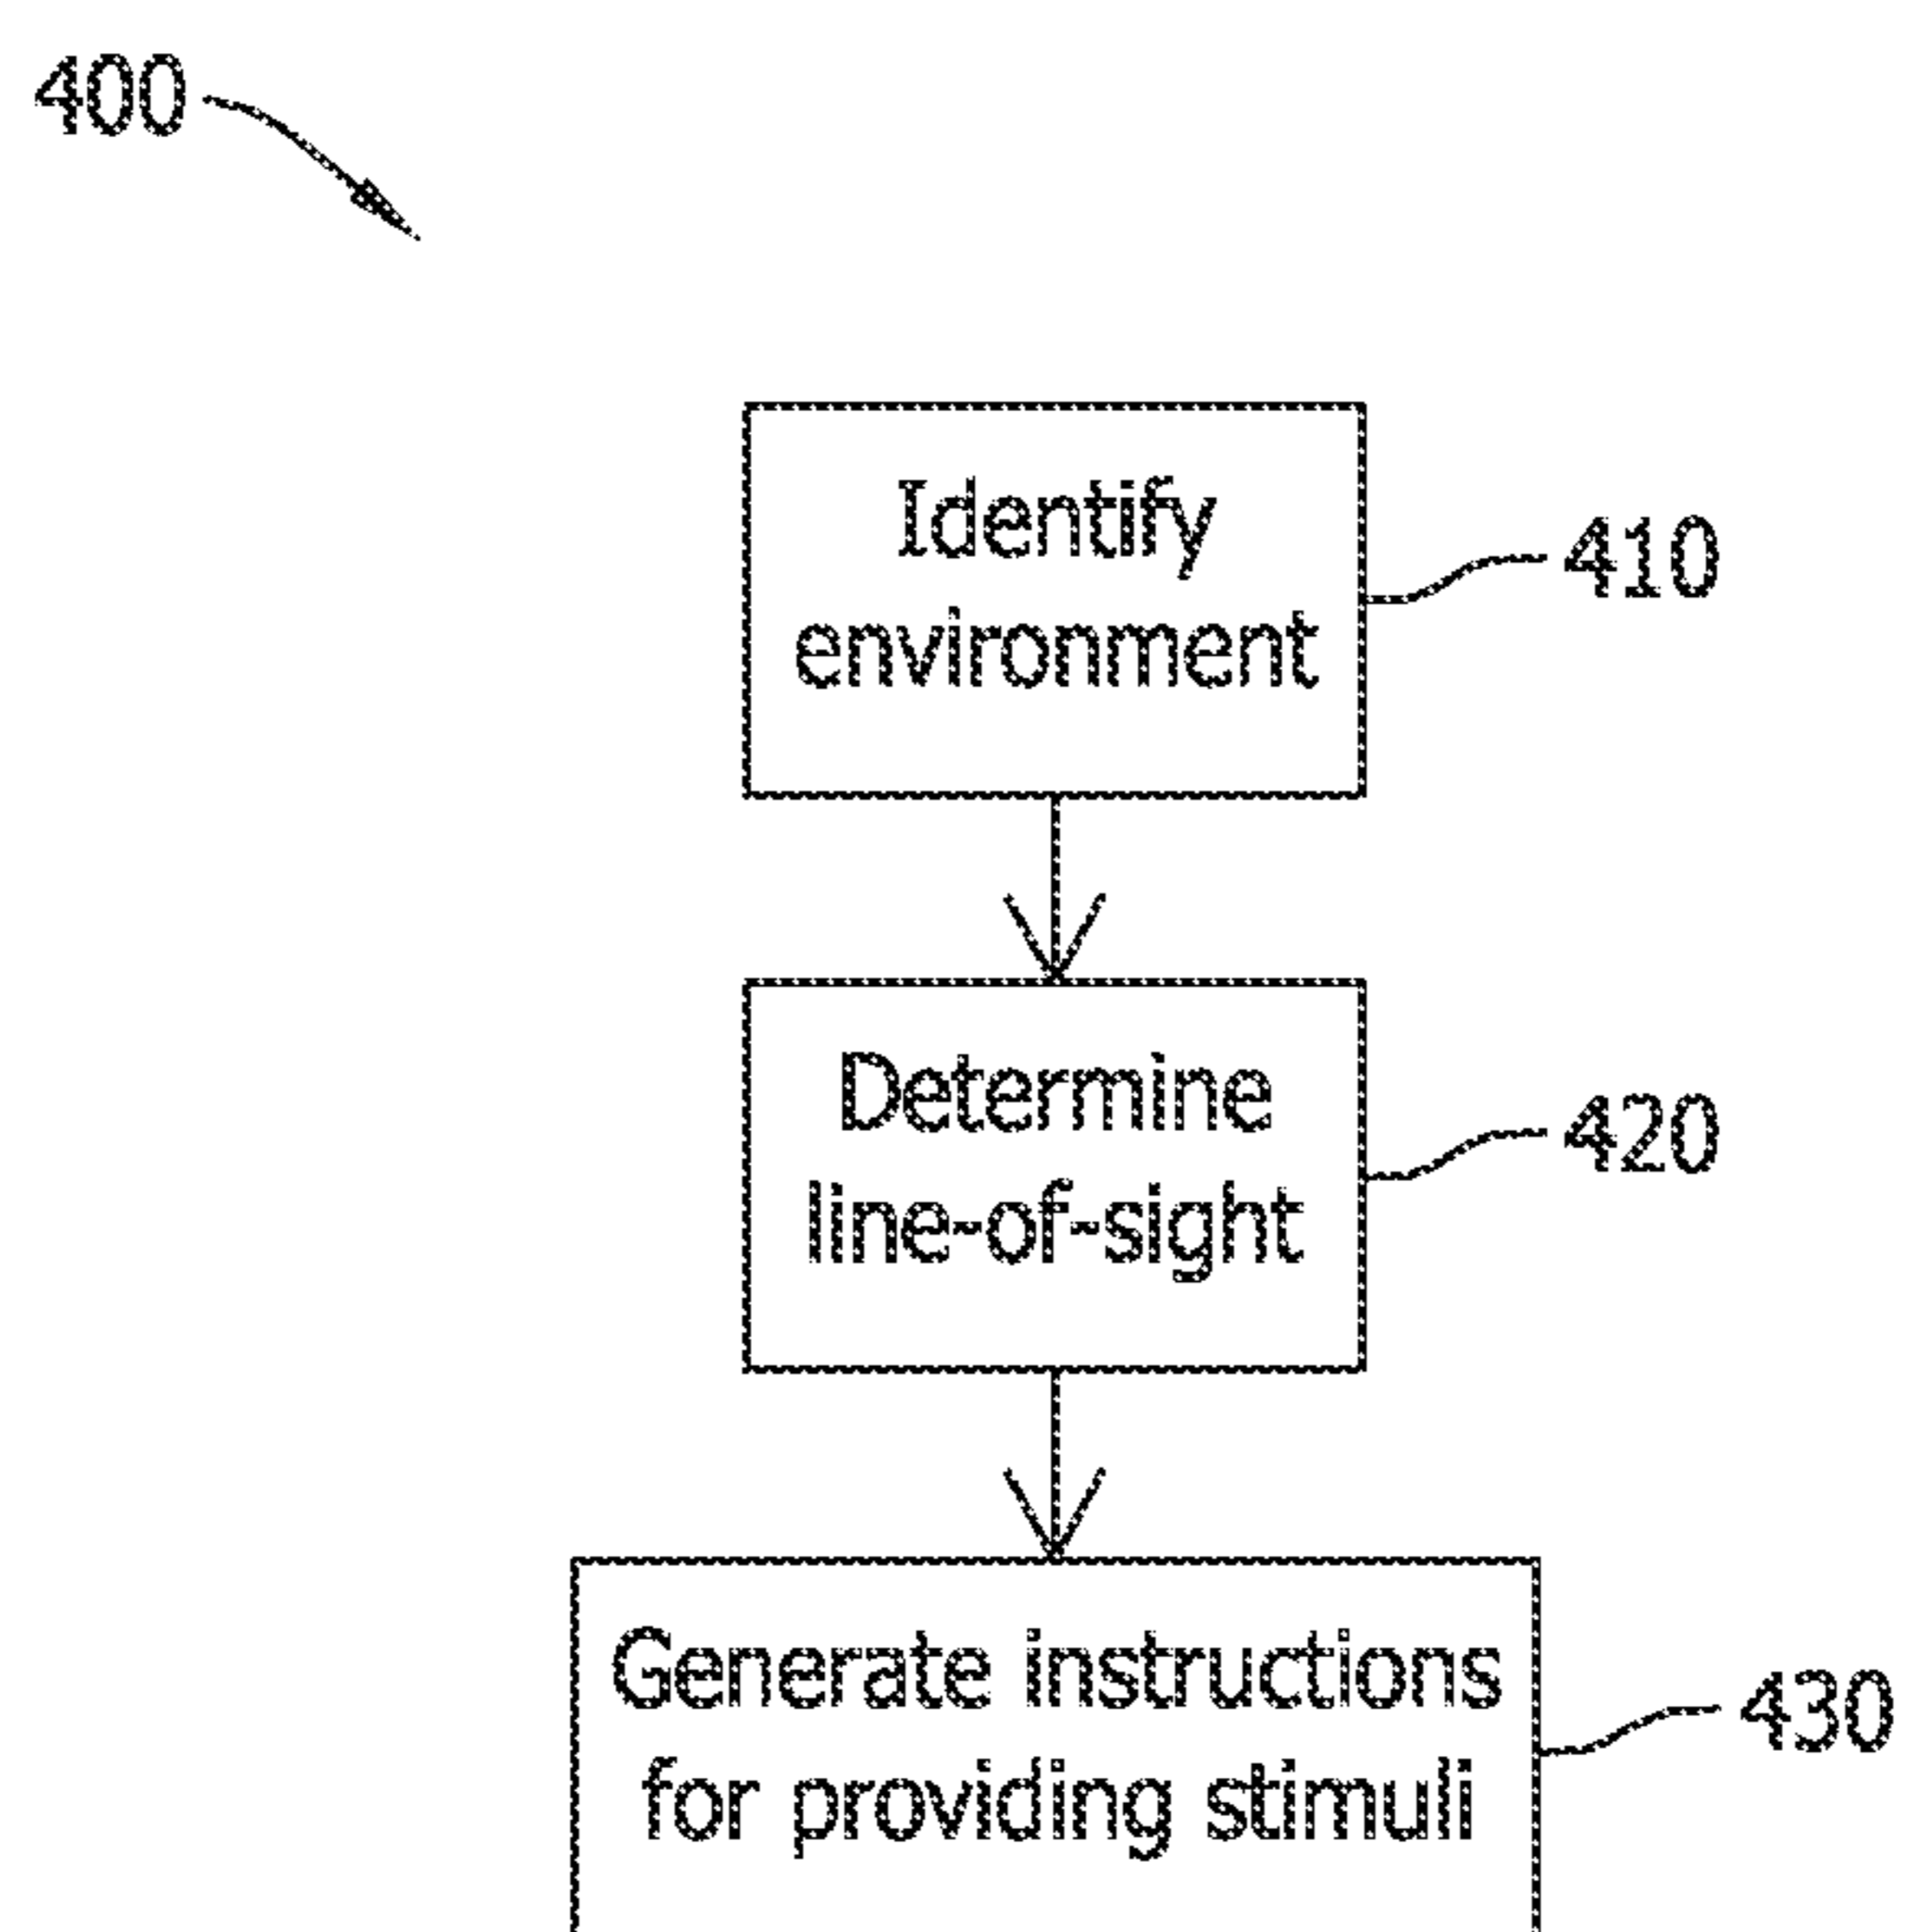 400
Identify
environment
410
Determine
line-of-sight
420
Generate instructions
for providing stimuli
430